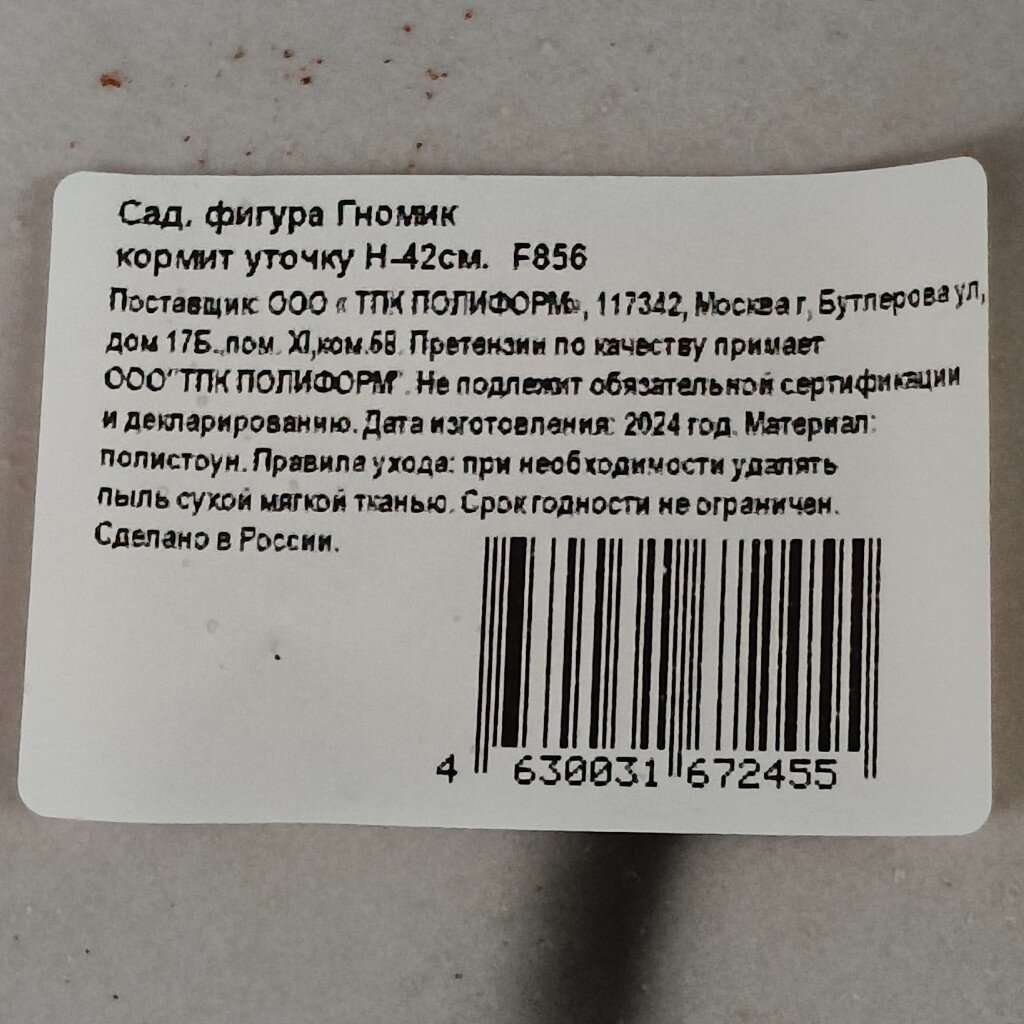 Сад. фигура Гномик
кормит уточку H-42см. F856
Поставщик: ООО « ТПК ПОЛИФОРМ», 117342, Москва г, Бутлерова ул,
дом 17Б.,пом. XI,ком.68. Претензии по качеству примает
ООО"ТПК ПОЛИФОРМ". Не подлежит обязательной сертификации
и декларированию. Дата изготовления: 2024 год. Материал:
полистоун. Правила ухода: при необходимости удалять
пыль сухой мягкой тканью. Срок годности не ограничен.
Сделано в России.
4 630031 672455